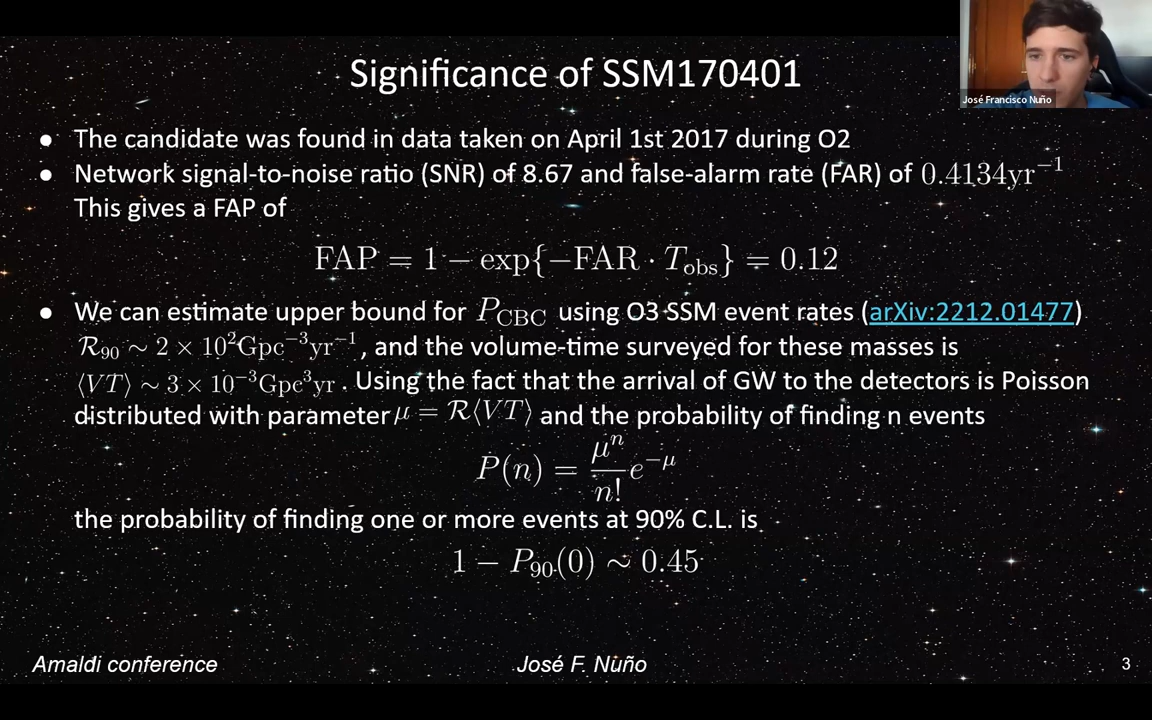 Significance of SSM170401
José Francisco Nuño
● The candidate was found in data taken on April 1st 2017 during O2
● Network signal-to-noise ratio (SNR) of 8.67 and false-alarm rate (FAR) of 0.4134yr⁻¹
This gives a FAP of
FAP = 1 − exp{−FAR · T_obs} = 0.12
● We can estimate upper bound for P_CBC using O3 SSM event rates (arXiv:2212.01477)
R₉₀ ∼ 2 × 10²Gpc⁻³yr⁻¹, and the volume-time surveyed for these masses is
⟨VT⟩ ∼ 3 × 10⁻³Gpc³yr . Using the fact that the arrival of GW to the detectors is Poisson
distributed with parameter μ = R⟨VT⟩ and the probability of finding n events
P(n) = μⁿ/n! e^−μ
the probability of finding one or more events at 90% C.L. is
1 − P₉₀(0) ∼ 0.45
Amaldi conference
José F. Nuño
3